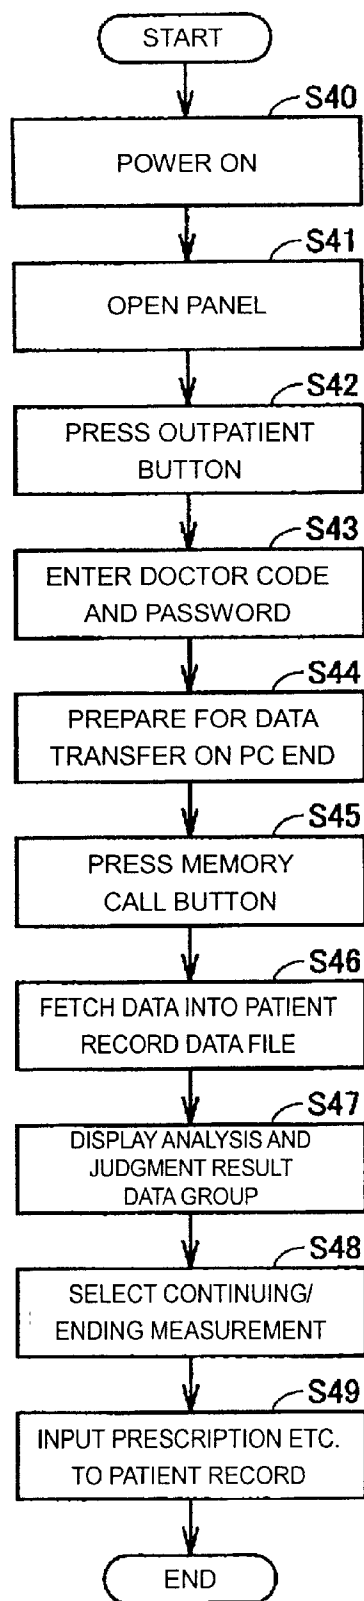 START
S40
POWER ON
S41
OPEN PANEL
S42
PRESS OUTPATIENT
BUTTON
S43
ENTER DOCTOR CODE
AND PASSWORD
S44
PREPARE FOR DATA
TRANSFER ON PC END
S45
PRESS MEMORY
CALL BUTTON
S46
FETCH DATA INTO PATIENT
RECORD DATA FILE
S47
DISPLAY ANALYSIS AND
JUDGMENT RESULT
DATA GROUP
S48
SELECT CONTINUING/
ENDING MEASUREMENT
S49
INPUT PRESCRIPTION ETC.
TO PATIENT RECORD
END